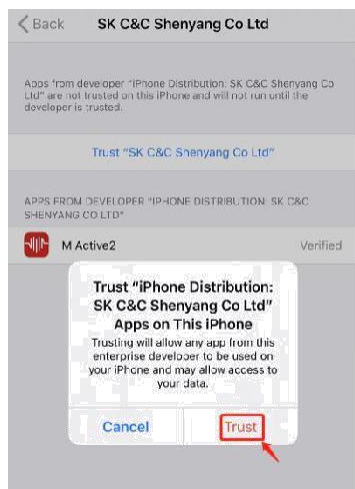 Back
SK C&C Shenyang Co Ltd
Apps from developer "iPhone Distribution: SK C&C Shenyang Co
Ltd" are not trusted on this iPhone and will not run until the
developer is trusted.
Trust "SK C&C Shenyang Co Ltd"
APPS FROM DEVELOPER "IPHONE DISTRIBUTION: SK C&C
SHENYANG CO LTD"
M Active2
Verified
Trust "iPhone Distribution:
SK C&C Shenyang Co Ltd"
Apps on This iPhone
Trusting will allow any app from this
enterprise developer to be used on
your iPhone and may allow access to
your data.
Cancel
Trust